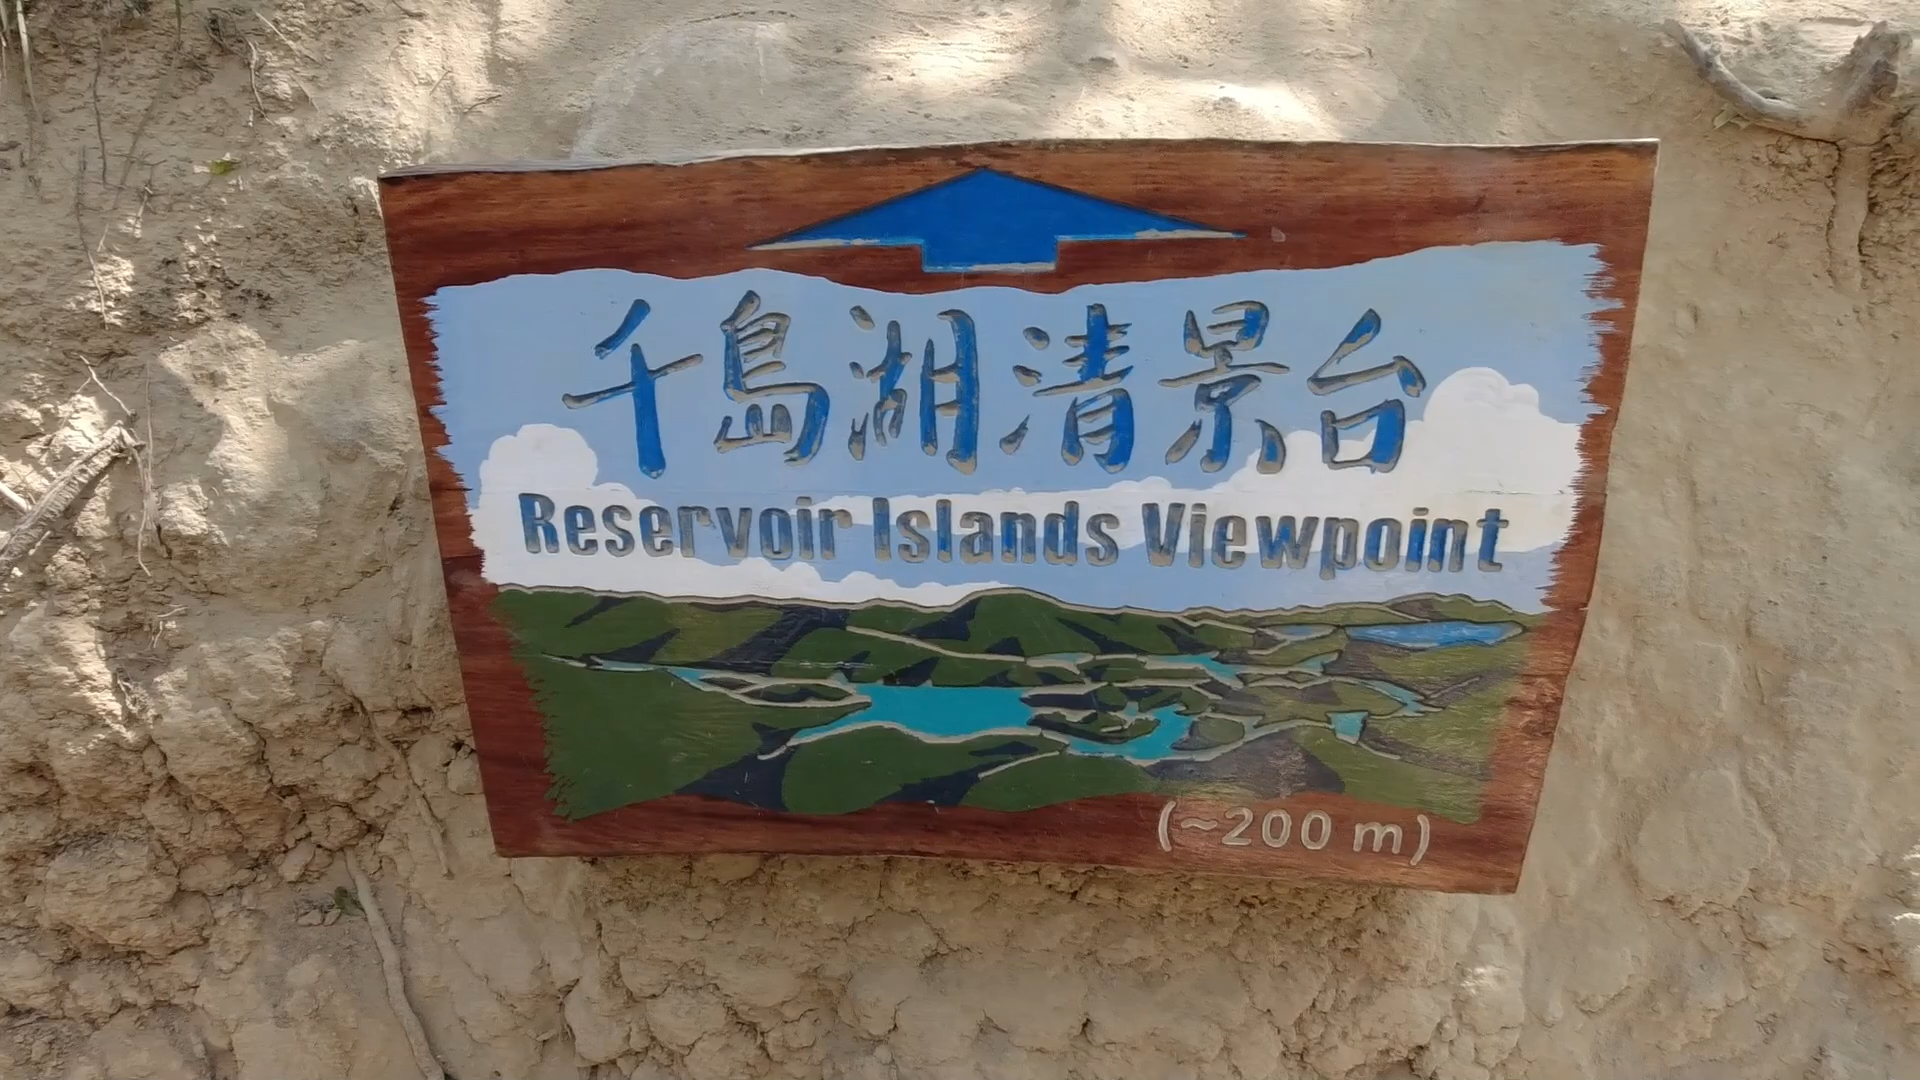 千島湖清景台
Reservoir Islands Viewpoint
(~200 m)